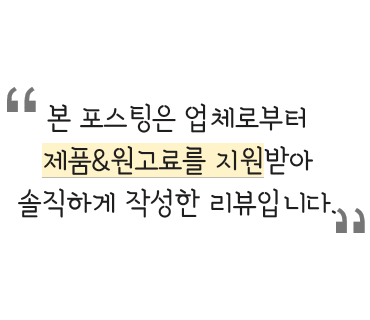 “ 본 포스팅은 업체로부터
제품&원고료를 지원받아
솔직하게 작성한 리뷰입니다. ”